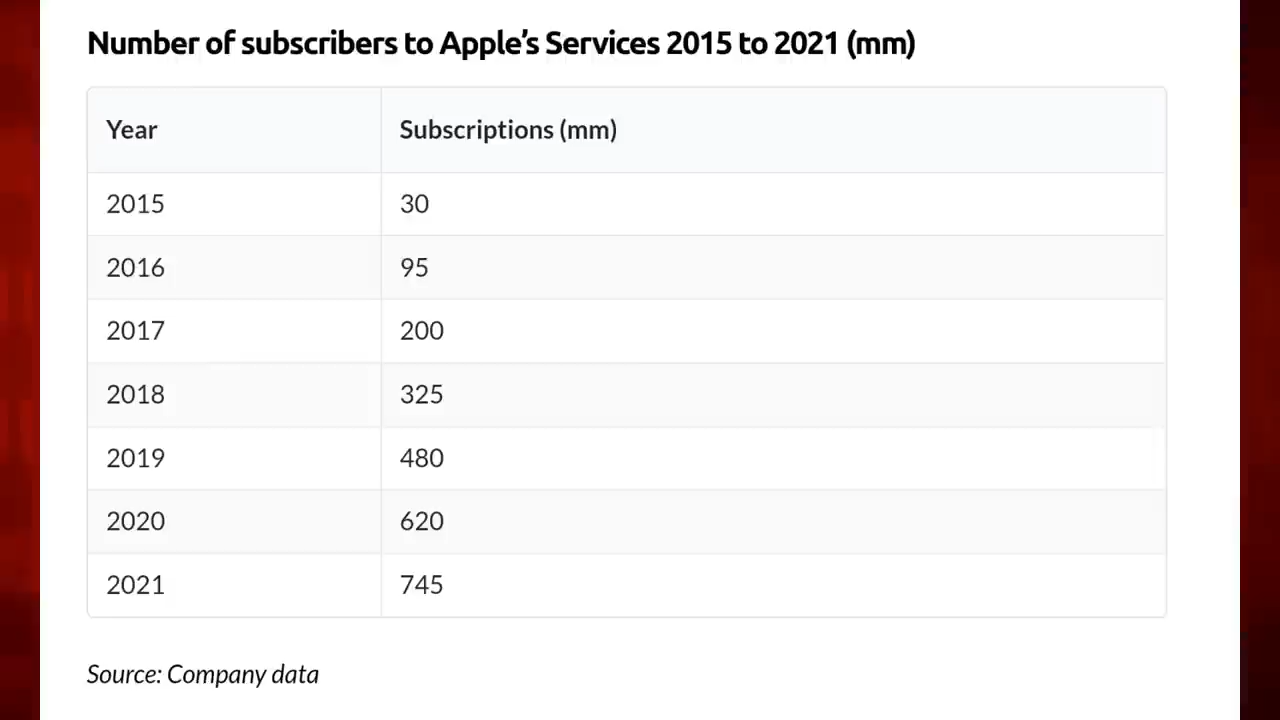 Number of subscribers to Apple’s Services 2015 to 2021 (mm)
Year Subscriptions (mm)
2015 30
2016 95
2017 200
2018 325
2019 480
2020 620
2021 745
Source: Company data